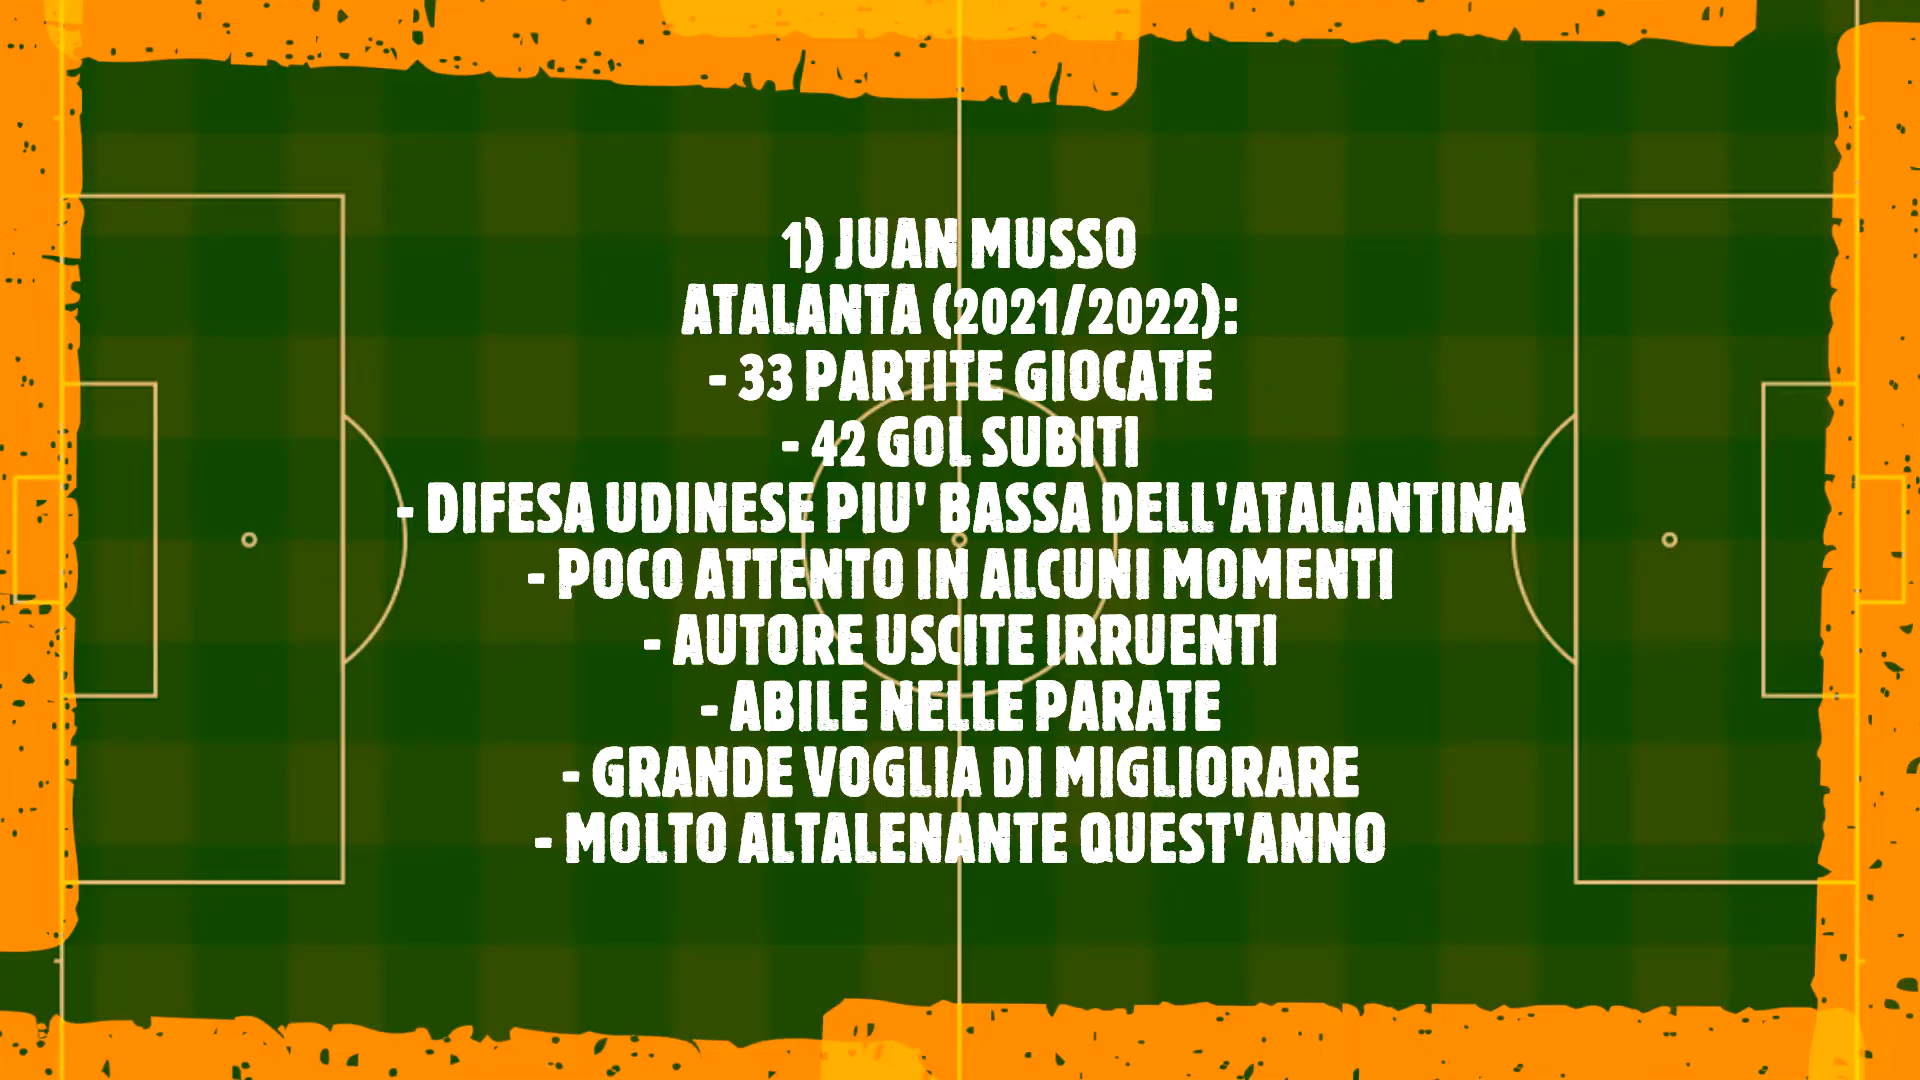 1) JUAN MUSSO
ATALANTA (2021/2022):
- 33 PARTITE GIOCATE
- 42 GOL SUBITI
- DIFESA UDINESE PIU' BASSA DELL'ATALANTINA
- POCO ATTENTO IN ALCUNI MOMENTI
- AUTORE USCITE IRRUENTI
- ABILE NELLE PARATE
- GRANDE VOGLIA DI MIGLIORARE
- MOLTO ALTALENANTE QUEST'ANNO